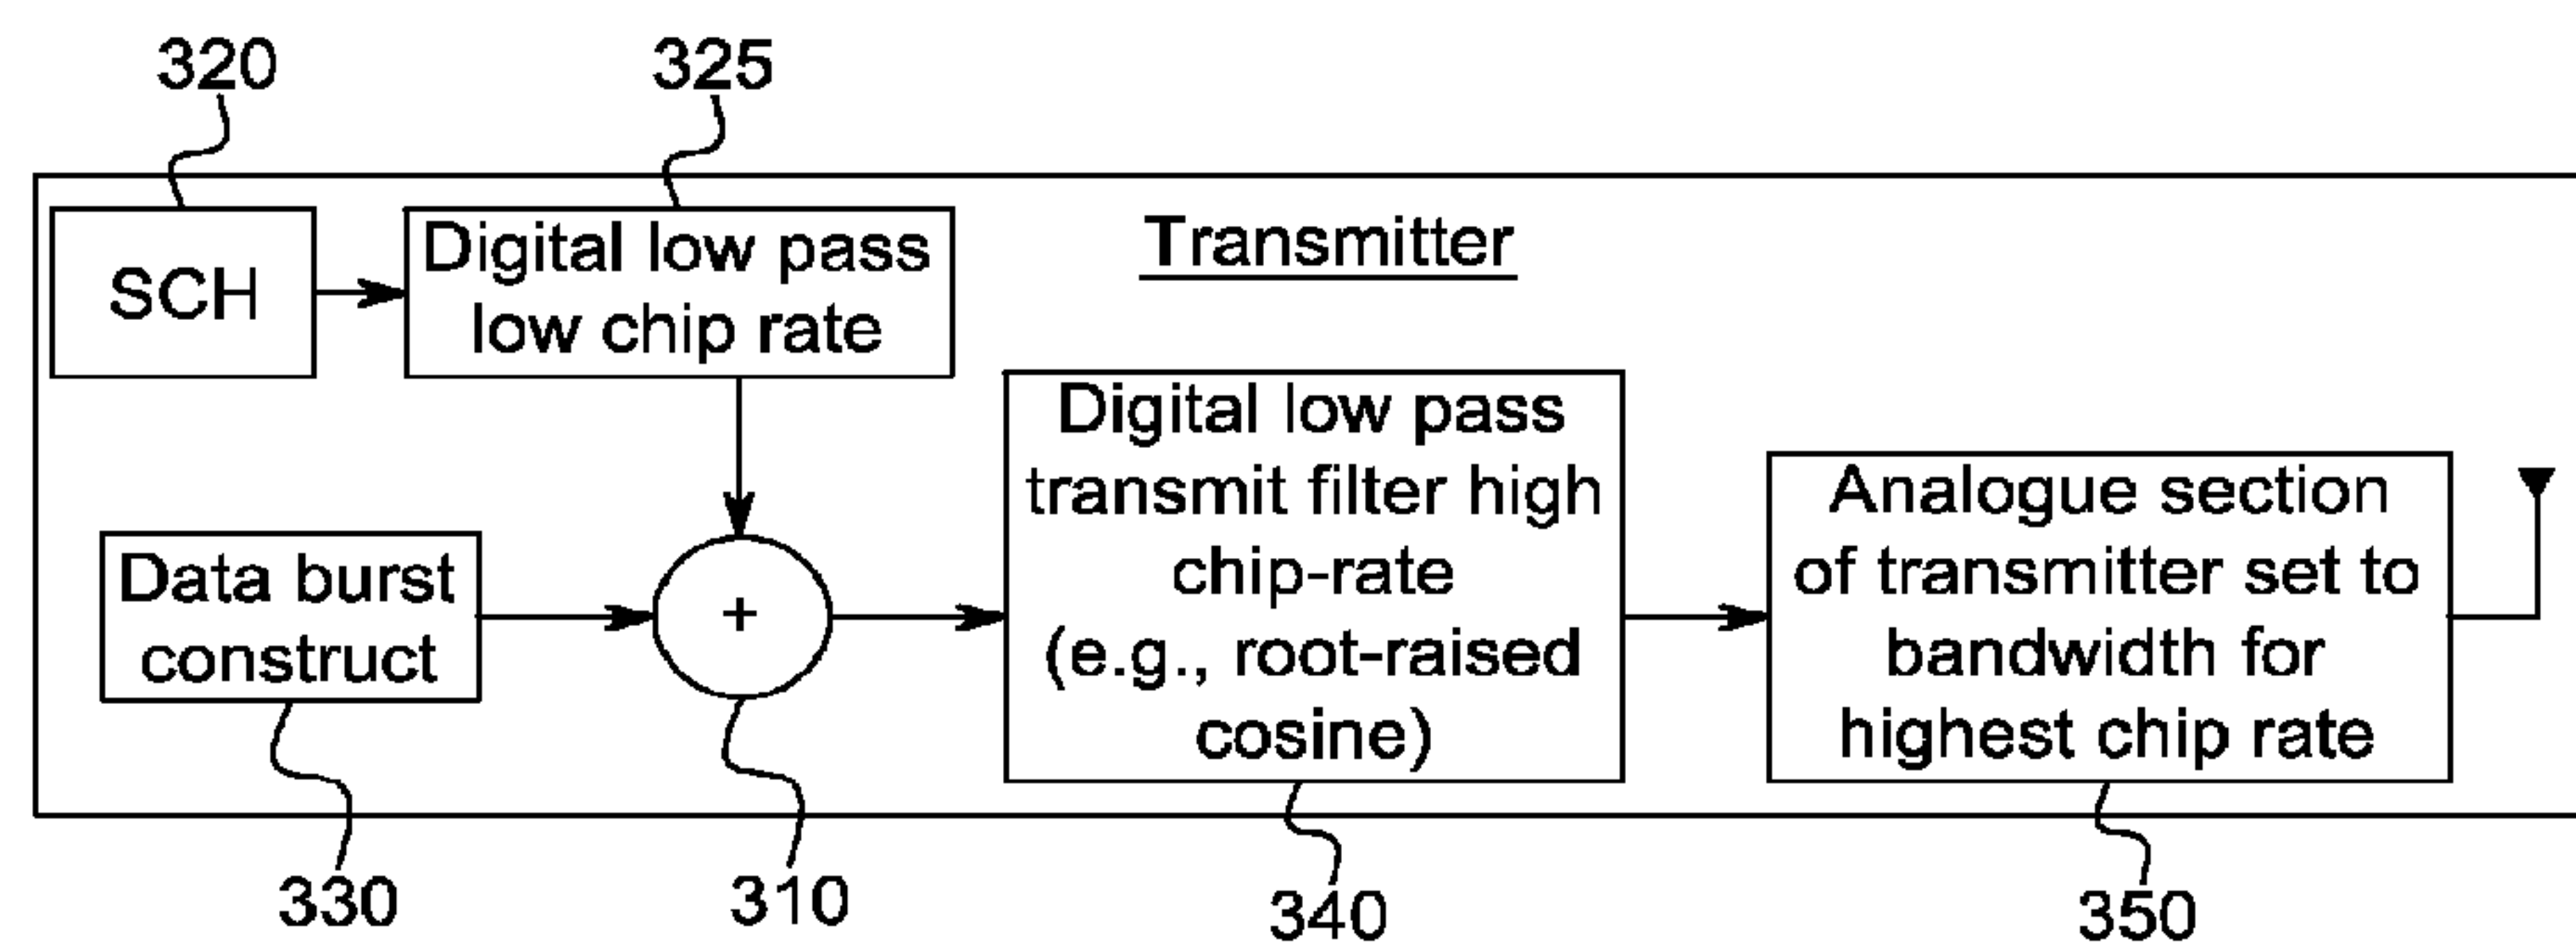 320
325
SCH
Digital low pass
low chip rate
Transmitter
Data burst
construct
+
Digital low pass
transmit filter high
chip-rate
(e.g., root-raised
cosine)
Analogue section
of transmitter set to
bandwidth for
highest chip rate
330
310
340
350